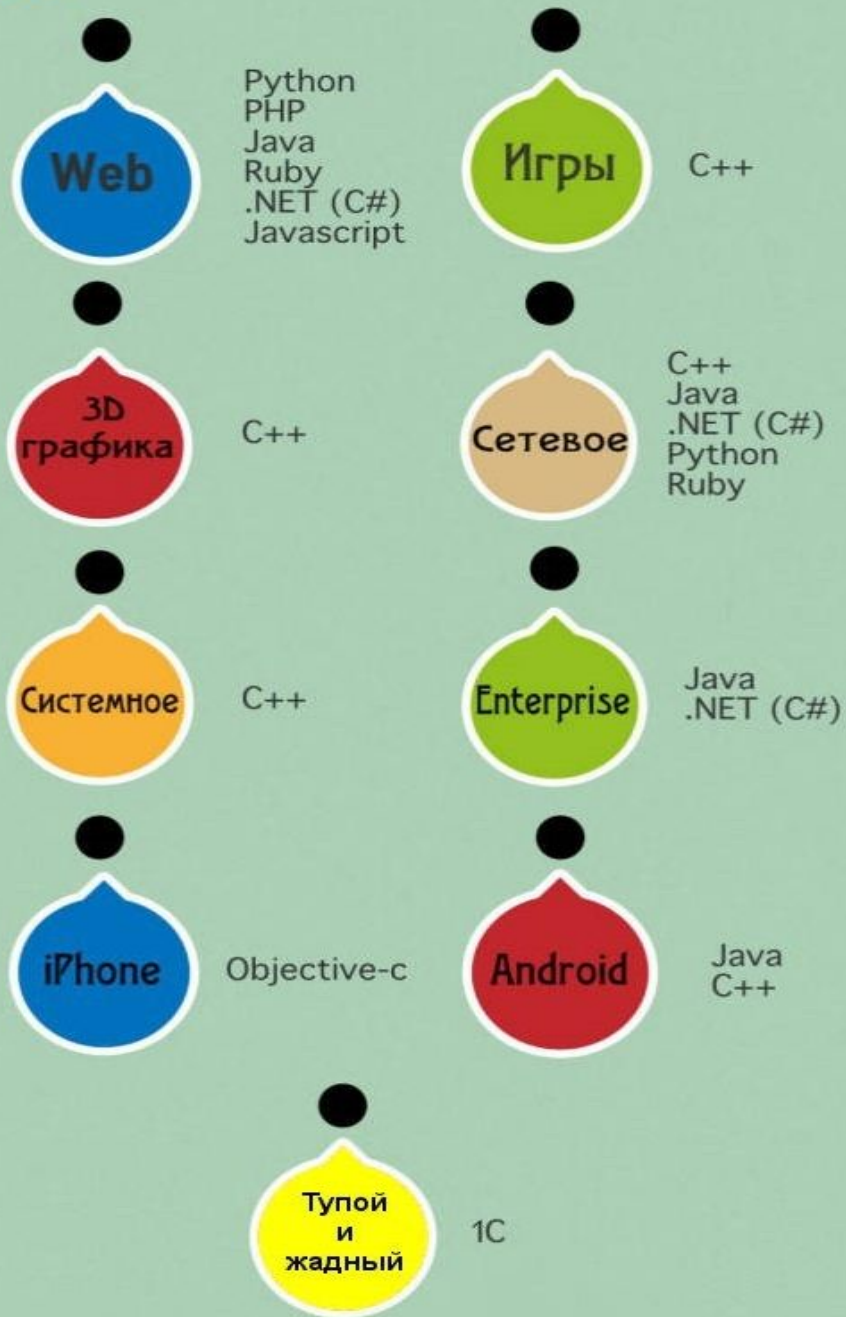 Web
Python
PHP
Java
Ruby
.NET (C#)
Javascript
Игры
C++
3D
графика
C++
Сетевое
C++
Java
.NET (C#)
Python
Ruby
Системное
C++
Enterprise
Java
.NET (C#)
iPhone
Objective-c
Android
Java
C++
Тупой
и
жадный
1C